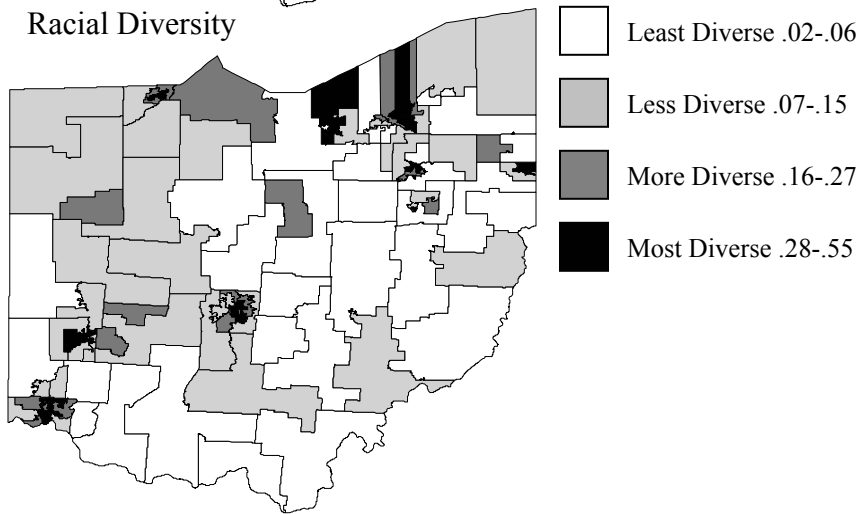 Racial Diversity
Least Diverse .02-.06
Less Diverse .07-.15
More Diverse .16-.27
Most Diverse .28-.55